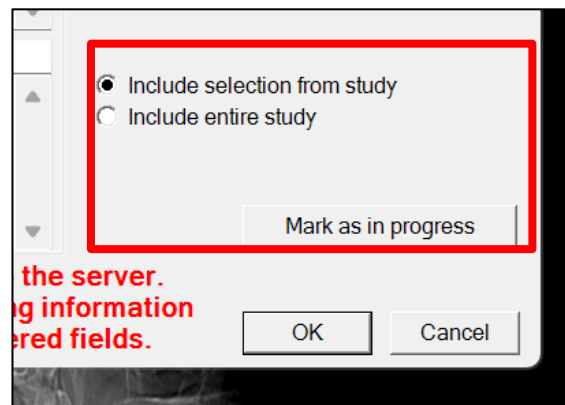 Include selection from study
Include entire study
Mark as in progress
the server.
ng information
ered fields.
OK
Cancel